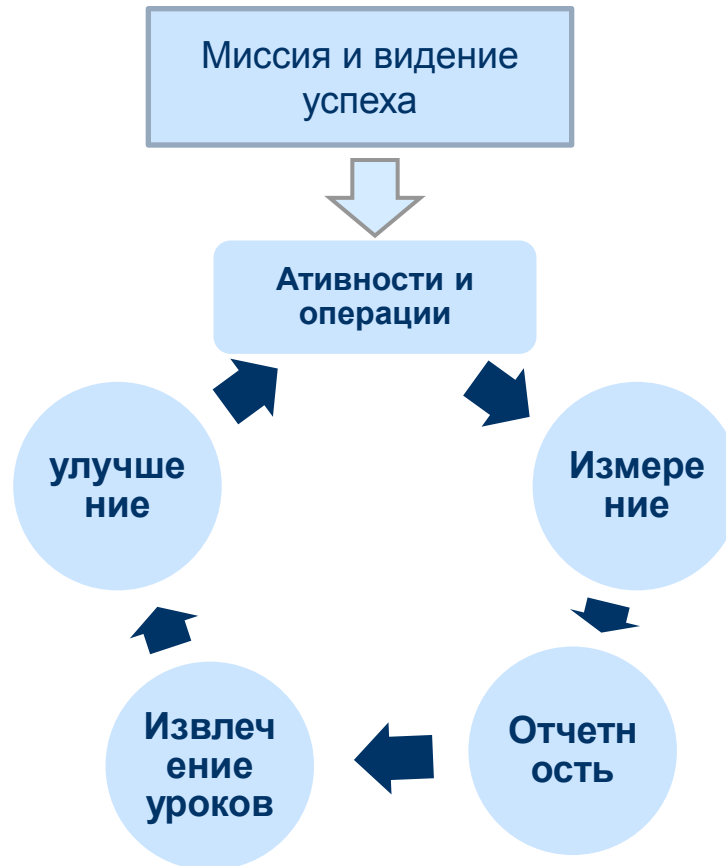 Миссия и видение
успеха
Ативности и
операции
улучше
ние
Измере
ние
Извлеч
ение
уроков
Отчетн
ость